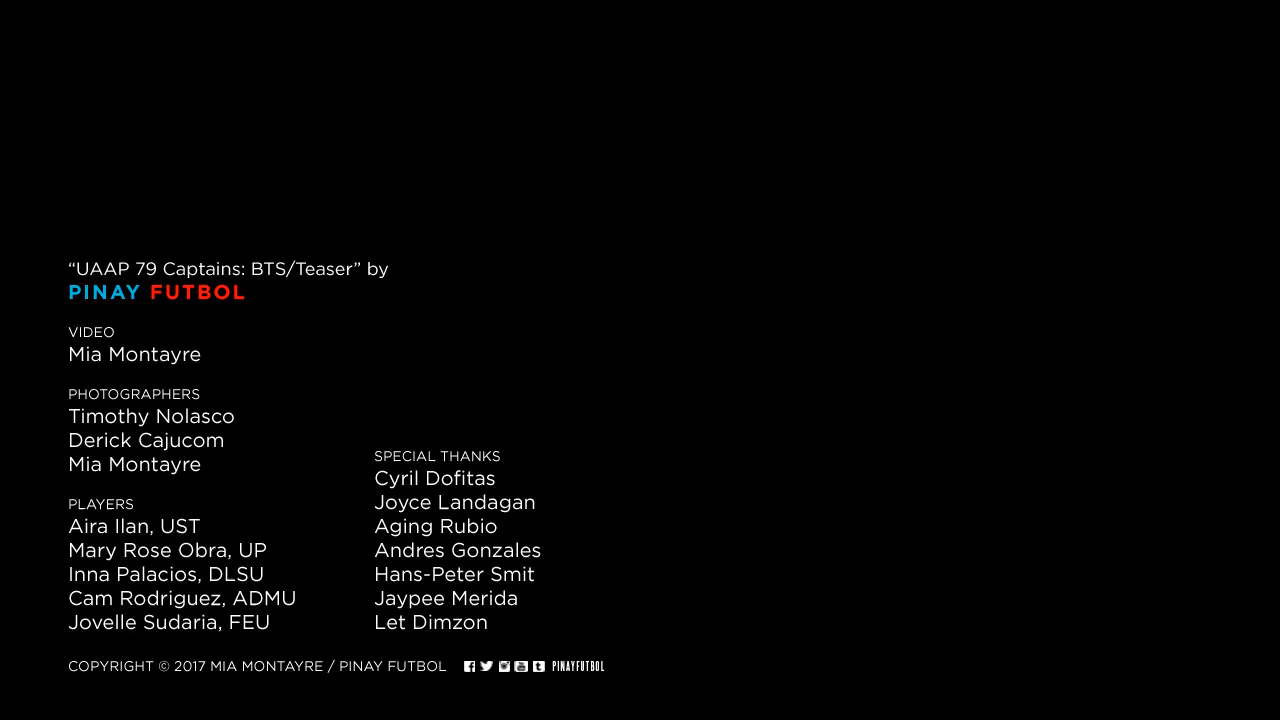 “UAAP 79 Captains: BTS/Teaser” by
PINAY FUTBOL
VIDEO
Mia Montayre
PHOTOGRAPHERS
Timothy Nolasco
Derick Cajucom
Mia Montayre
PLAYERS
Aira Ilan, UST
Mary Rose Obra, UP
Inna Palacios, DLSU
Cam Rodriguez, ADMU
Jovelle Sudaria, FEU
SPECIAL THANKS
Cyril Dofitas
Joyce Landagan
Aging Rubio
Andres Gonzales
Hans-Peter Smit
Jaypee Merida
Let Dimzon
COPYRIGHT © 2017 MIA MONTAYRE / PINAY FUTBOL PINAYFUTBOL